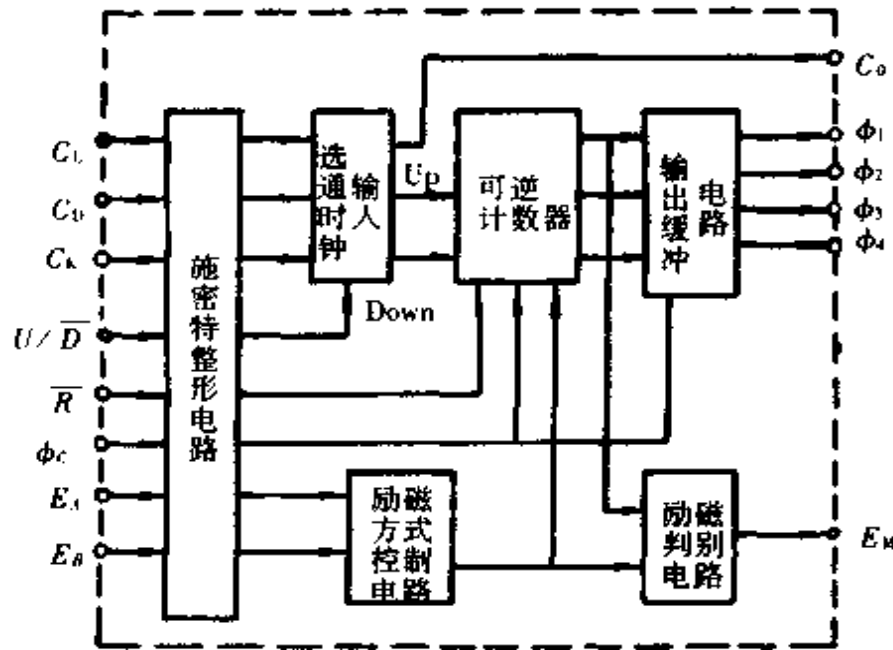 C₀
C_L
C_U
C_K
U / D̅
R̅
φ_C
E_A
E_B
施密特整形电路
选通时钟
输人
Up
Down
可逆
计数器
输出缓冲
电路
励磁
方式
控制
电路
励磁
判别
电路
φ₁
φ₂
φ₃
φ₄
E_M